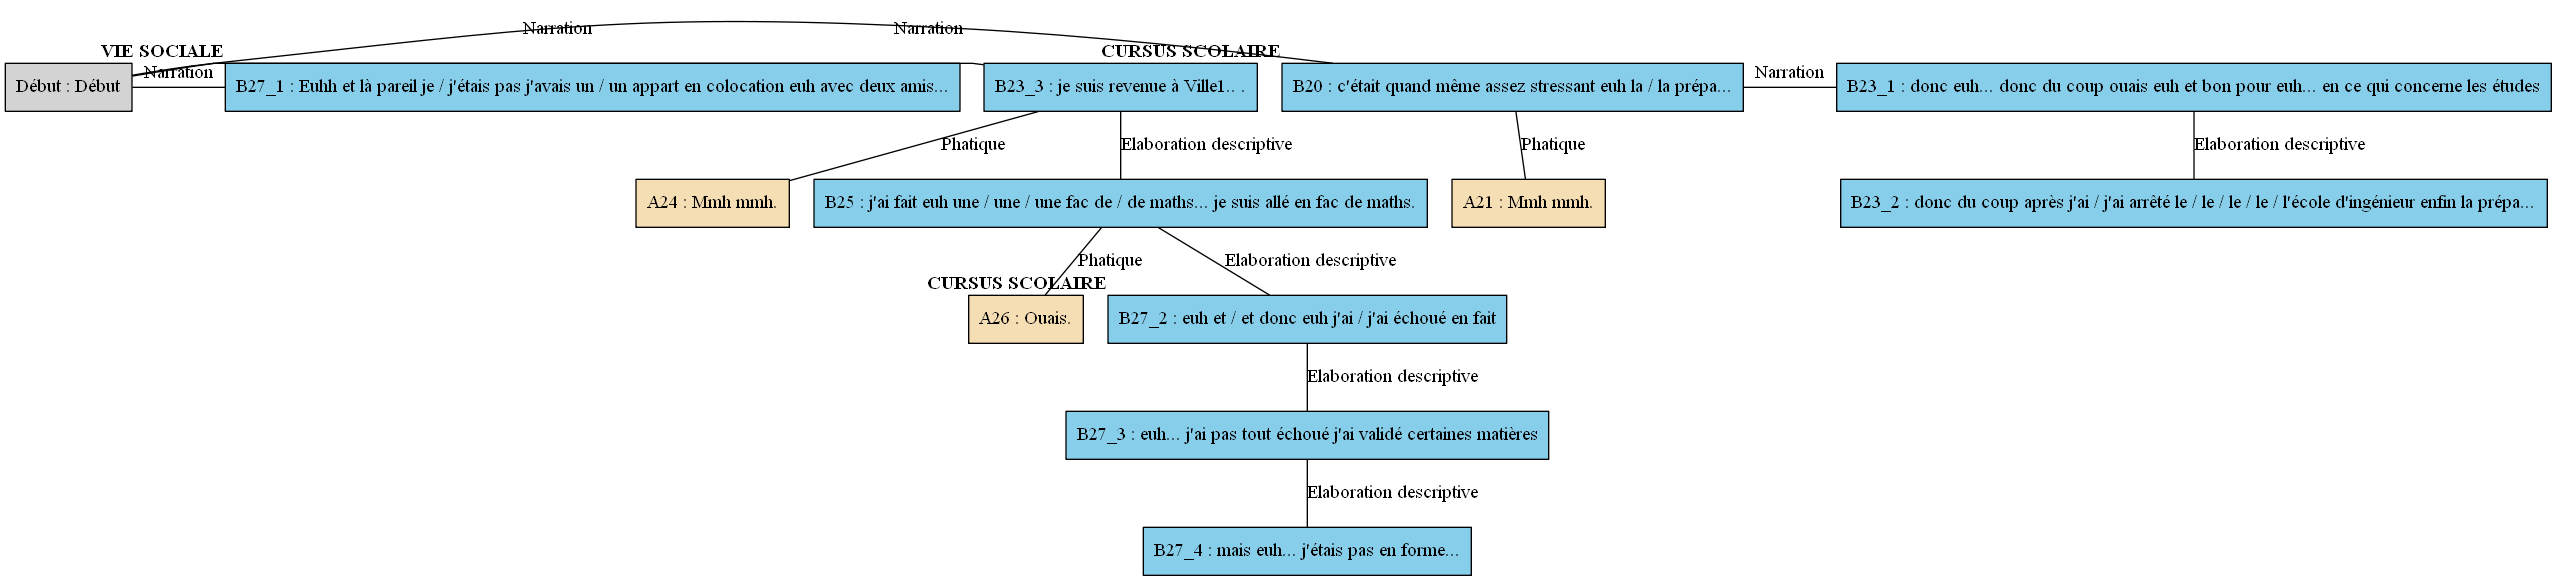 Narration
Narration
VIE SOCIALE
CURSUS SCOLAIRE
Narration
Narration
Début : Début
B27_1 : Euhh et là pareil je / j'étais pas j'avais un / un appart en colocation euh avec deux amis...
B23_3 : je suis revenue à Ville1.. .
B20 : c'était quand même assez stressant euh la / la prépa...
B23_1 : donc euh... donc du coup ouais euh et bon pour euh... en ce qui concerne les études
Phatique
Elaboration descriptive
Phatique
Elaboration descriptive
A24 : Mmh mmh.
B25 : j'ai fait euh une / une / une fac de / de maths... je suis allé en fac de maths.
A21 : Mmh mmh.
B23_2 : donc du coup après j'ai / j'ai arrêté le / le / le / le / l'école d'ingénieur enfin la prépa...
Phatique
Elaboration descriptive
CURSUS SCOLAIRE
A26 : Ouais.
B27_2 : euh et / et donc euh j'ai / j'ai échoué en fait
Elaboration descriptive
B27_3 : euh... j'ai pas tout échoué j'ai validé certaines matières
Elaboration descriptive
B27_4 : mais euh... j'étais pas en forme...